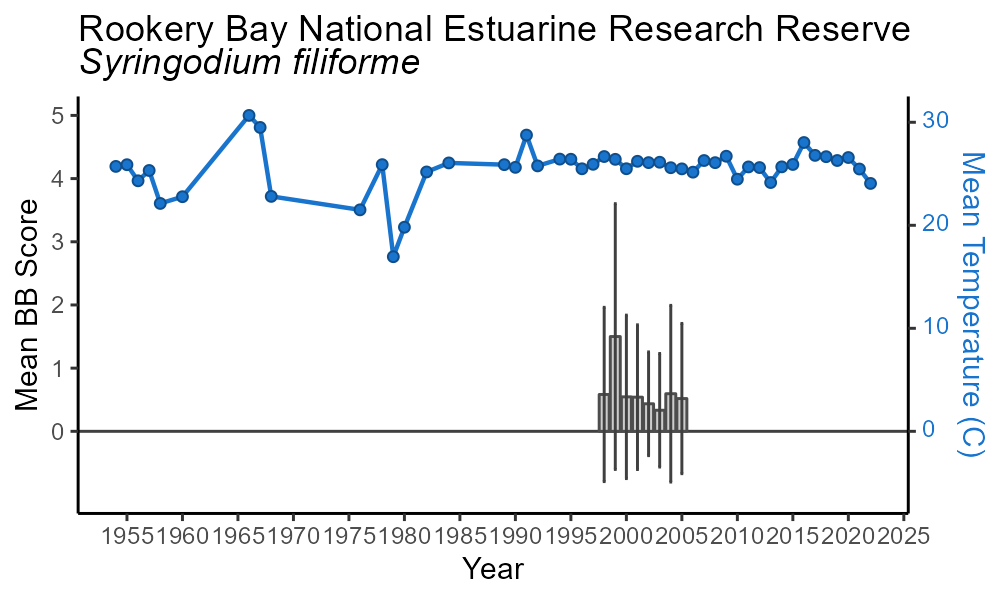 Rookery Bay National Estuarine Research Reserve
Syringodium filiforme
5
4
3
2
1
0
Mean BB Score
30
20
10
0
Mean Temperature (C)
1955 1960 1965 1970 1975 1980 1985 1990 1995 2000 2005 2010 2015 2020 2025
Year